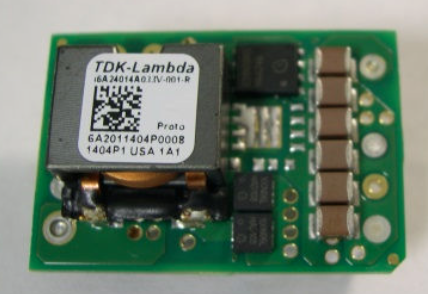 TDK-Lambda
i6A24014A033V-001-R
Proto
6A2011404P0008
1404P1 USA 1A1